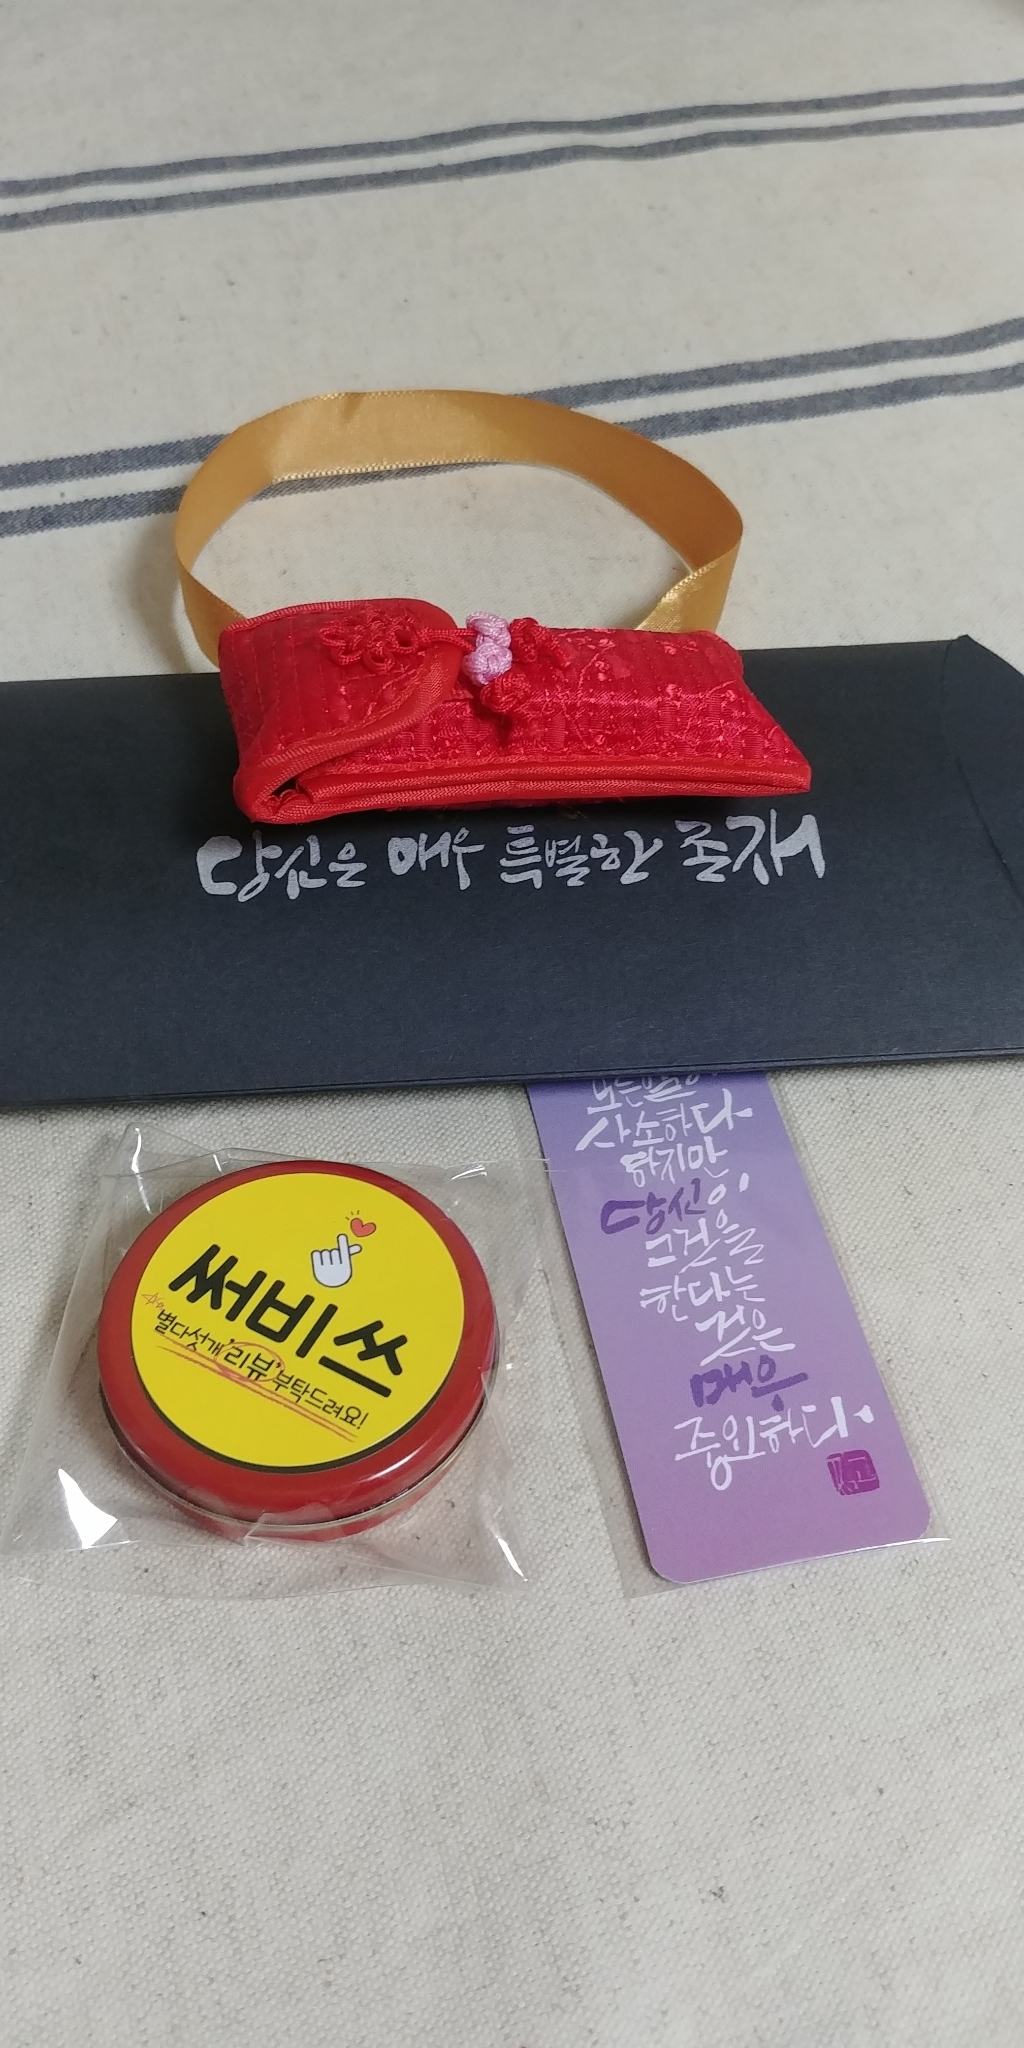 당신은 매우 특별한 존재
사소하다
하지만
당신이
그것을
한다는
것은
매우
중요하다.
써비쓰
별다섯개 '리뷰' 부탁드려요!